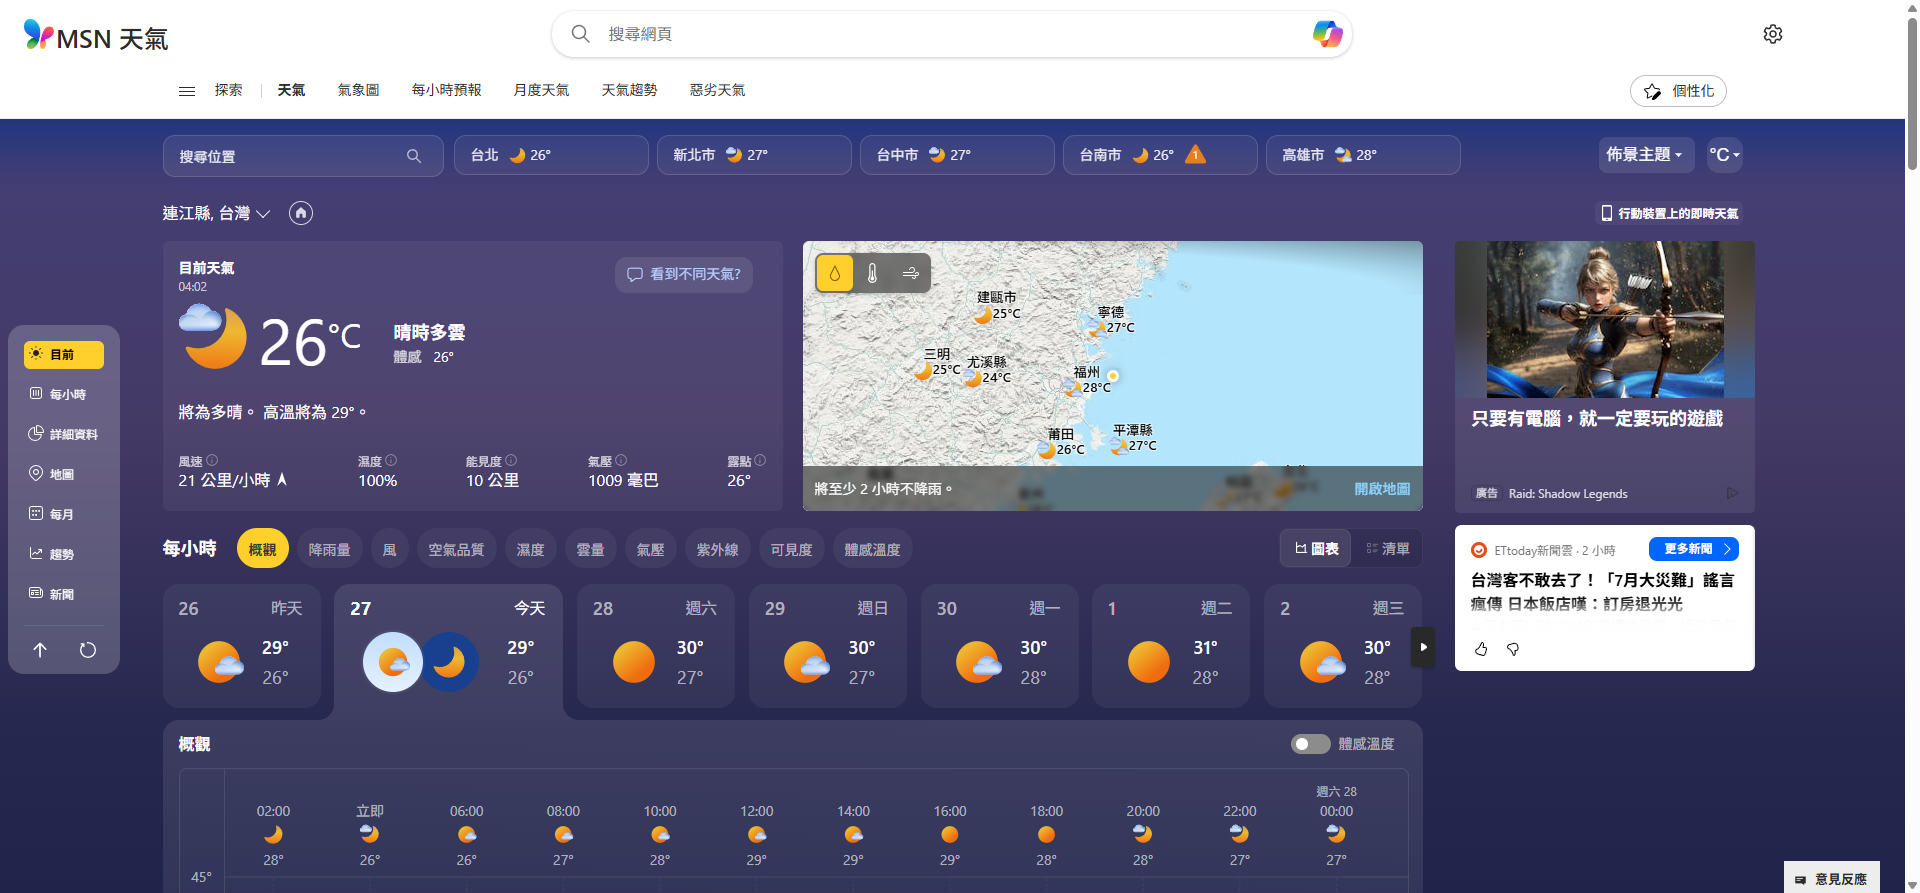 MSN 天氣
搜尋網頁
探索
天氣
氣象圖
每小時預報
月度天氣
天氣趨勢
惡劣天氣
個性化
搜尋位置
台北 26°
新北市 27°
台中市 27°
台南市 26° 1
高雄市 28°
佈景主題
°C
連江縣, 台灣
行動裝置上的即時天氣
目前
每小時
詳細資料
地圖
每月
趨勢
新聞
目前天氣
04:02
看到不同天氣?
26°C
晴時多雲
體感 26°
將為多晴。 高溫將為 29°。
風速
21 公里/小時
濕度
100%
能見度
10 公里
氣壓
1009 毫巴
露點
26°
建甌市
25°C
寧德
27°C
三明
25°C
尤溪縣
24°C
福州
28°C
莆田
26°C
平潭縣
27°C
將至少 2 小時不降雨。
開啟地圖
只要有電腦，就一定要玩的遊戲
廣告 Raid: Shadow Legends
ETtoday新聞雲 · 2 小時
更多新聞
台灣客不敢去了！「7月大災難」謠言
瘋傳 日本飯店嘆：訂房退光光
每小時
概觀
降雨量
風
空氣品質
濕度
雲量
氣壓
紫外線
可見度
體感溫度
圖表
清單
26 昨天
29°
26°
27 今天
29°
26°
28 週六
30°
27°
29 週日
30°
27°
30 週一
30°
28°
1 週二
31°
28°
2 週三
30°
28°
概觀
體感溫度
週六 28
02:00 立即 06:00 08:00 10:00 12:00 14:00 16:00 18:00 20:00 22:00 00:00
28° 26° 26° 27° 28° 29° 29° 29° 28° 28° 27° 27°
45°
意見反應